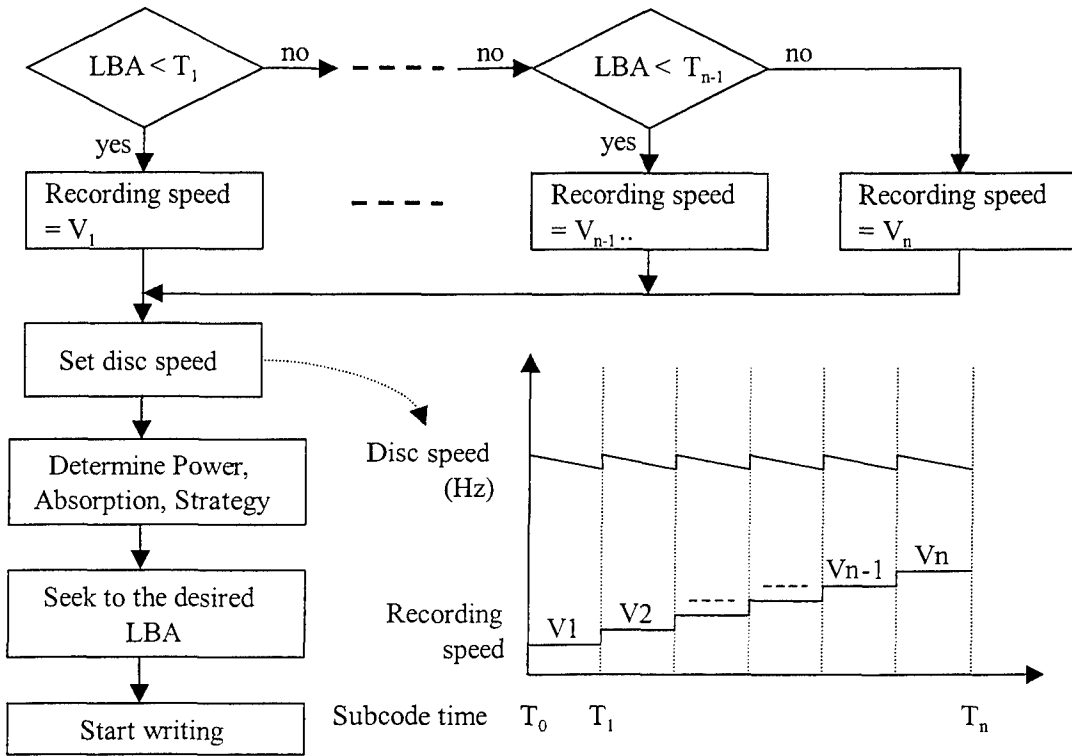 LBA < T₁
no
no
LBA < Tₙ₋₁
no
yes
yes
Recording speed
= V₁
Recording speed
= Vₙ₋₁..
Recording speed
= Vₙ
Set disc speed
Determine Power,
Absorption, Strategy
Seek to the desired
LBA
Start writing
Disc speed
(Hz)
Recording
speed
V1
V2
Vn-1
Vn
Subcode time
T₀
T₁
Tₙ